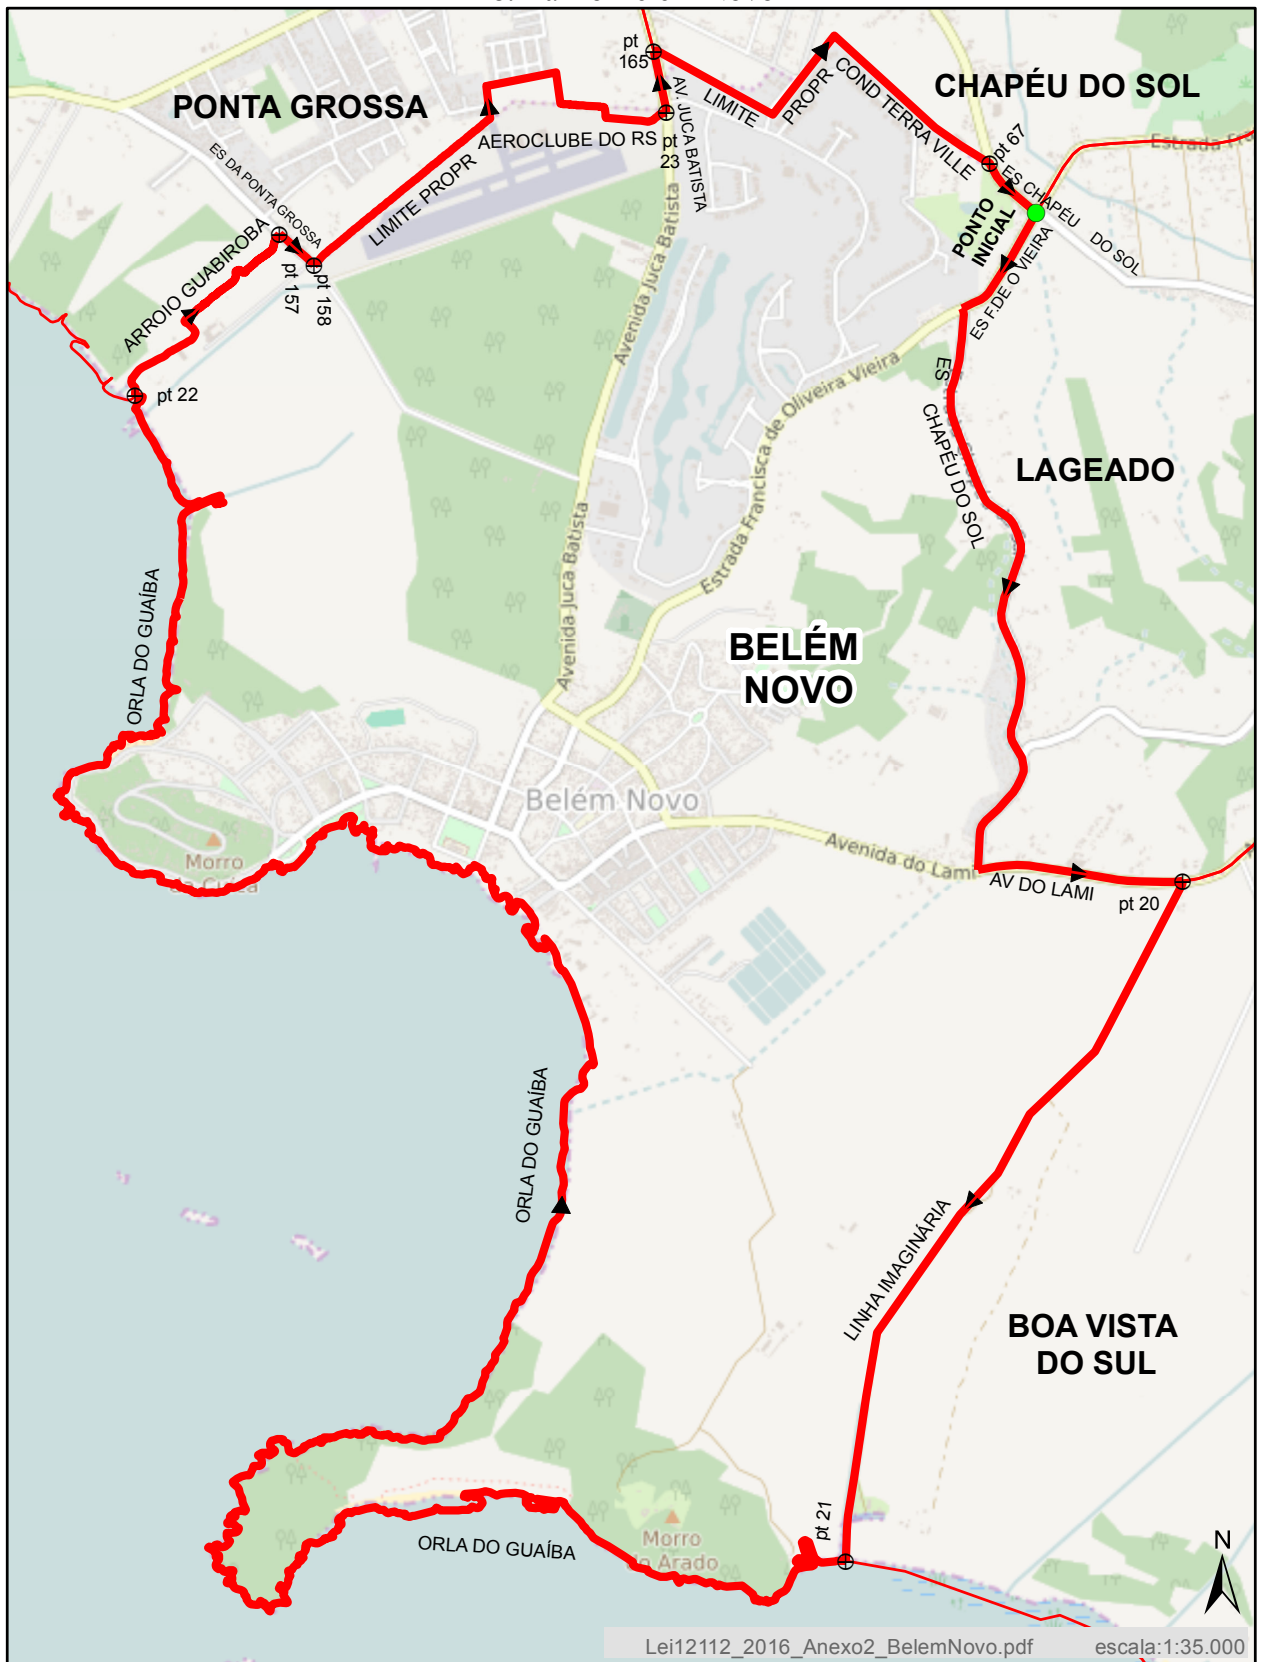 pt
165
PONTA GROSSA
CHAPÉU DO SOL
LIMITE
PROPR
COND TERRA VILLE
AV. JUCA BATISTA
AEROCLUBE DO RS
pt
23
pt 67
Estrada Fr
ES DA PONTA GROSSA
LIMITE PROPR
ES CHAPÉU
DO SOL
PONTO
INICIAL
ES F.DE O VIEIRA
ARROIO GUABIROBA
pt 157
pt 158
Avenida Juca Batista
pt 22
Estrada Francisca de Oliveira Vieira
ES
CHAPÉU DO SOL
LAGEADO
Avenida Juca Batista
ORLA DO GUAÍBA
BELÉM
NOVO
Belém Novo
Morro
Avenida do Lami
AV DO LAMI
pt 20
ORLA DO GUAÍBA
LINHA IMAGINÁRIA
BOA VISTA
DO SUL
pt 21
ORLA DO GUAÍBA
Morro
do Arado
N
Lei12112_2016_Anexo2_BelemNovo.pdf
escala:1:35.000